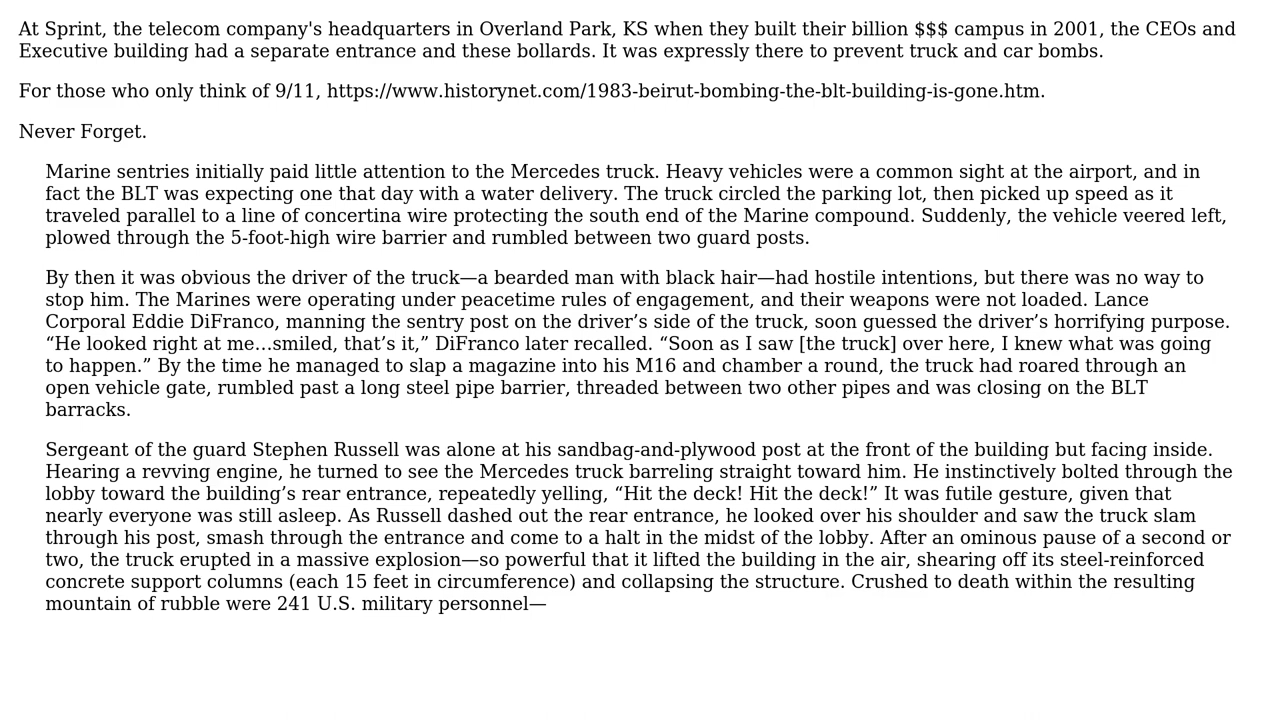 At Sprint, the telecom company's headquarters in Overland Park, KS when they built their billion $$$ campus in 2001, the CEOs and
Executive building had a separate entrance and these bollards. It was expressly there to prevent truck and car bombs.
For those who only think of 9/11, https://www.historynet.com/1983-beirut-bombing-the-blt-building-is-gone.htm.
Never Forget.
Marine sentries initially paid little attention to the Mercedes truck. Heavy vehicles were a common sight at the airport, and in
fact the BLT was expecting one that day with a water delivery. The truck circled the parking lot, then picked up speed as it
traveled parallel to a line of concertina wire protecting the south end of the Marine compound. Suddenly, the vehicle veered left,
plowed through the 5-foot-high wire barrier and rumbled between two guard posts.
By then it was obvious the driver of the truck—a bearded man with black hair—had hostile intentions, but there was no way to
stop him. The Marines were operating under peacetime rules of engagement, and their weapons were not loaded. Lance
Corporal Eddie DiFranco, manning the sentry post on the driver’s side of the truck, soon guessed the driver’s horrifying purpose.
“He looked right at me…smiled, that’s it,” DiFranco later recalled. “Soon as I saw [the truck] over here, I knew what was going
to happen.” By the time he managed to slap a magazine into his M16 and chamber a round, the truck had roared through an
open vehicle gate, rumbled past a long steel pipe barrier, threaded between two other pipes and was closing on the BLT
barracks.
Sergeant of the guard Stephen Russell was alone at his sandbag-and-plywood post at the front of the building but facing inside.
Hearing a revving engine, he turned to see the Mercedes truck barreling straight toward him. He instinctively bolted through the
lobby toward the building’s rear entrance, repeatedly yelling, “Hit the deck! Hit the deck!” It was futile gesture, given that
nearly everyone was still asleep. As Russell dashed out the rear entrance, he looked over his shoulder and saw the truck slam
through his post, smash through the entrance and come to a halt in the midst of the lobby. After an ominous pause of a second or
two, the truck erupted in a massive explosion—so powerful that it lifted the building in the air, shearing off its steel-reinforced
concrete support columns (each 15 feet in circumference) and collapsing the structure. Crushed to death within the resulting
mountain of rubble were 241 U.S. military personnel—